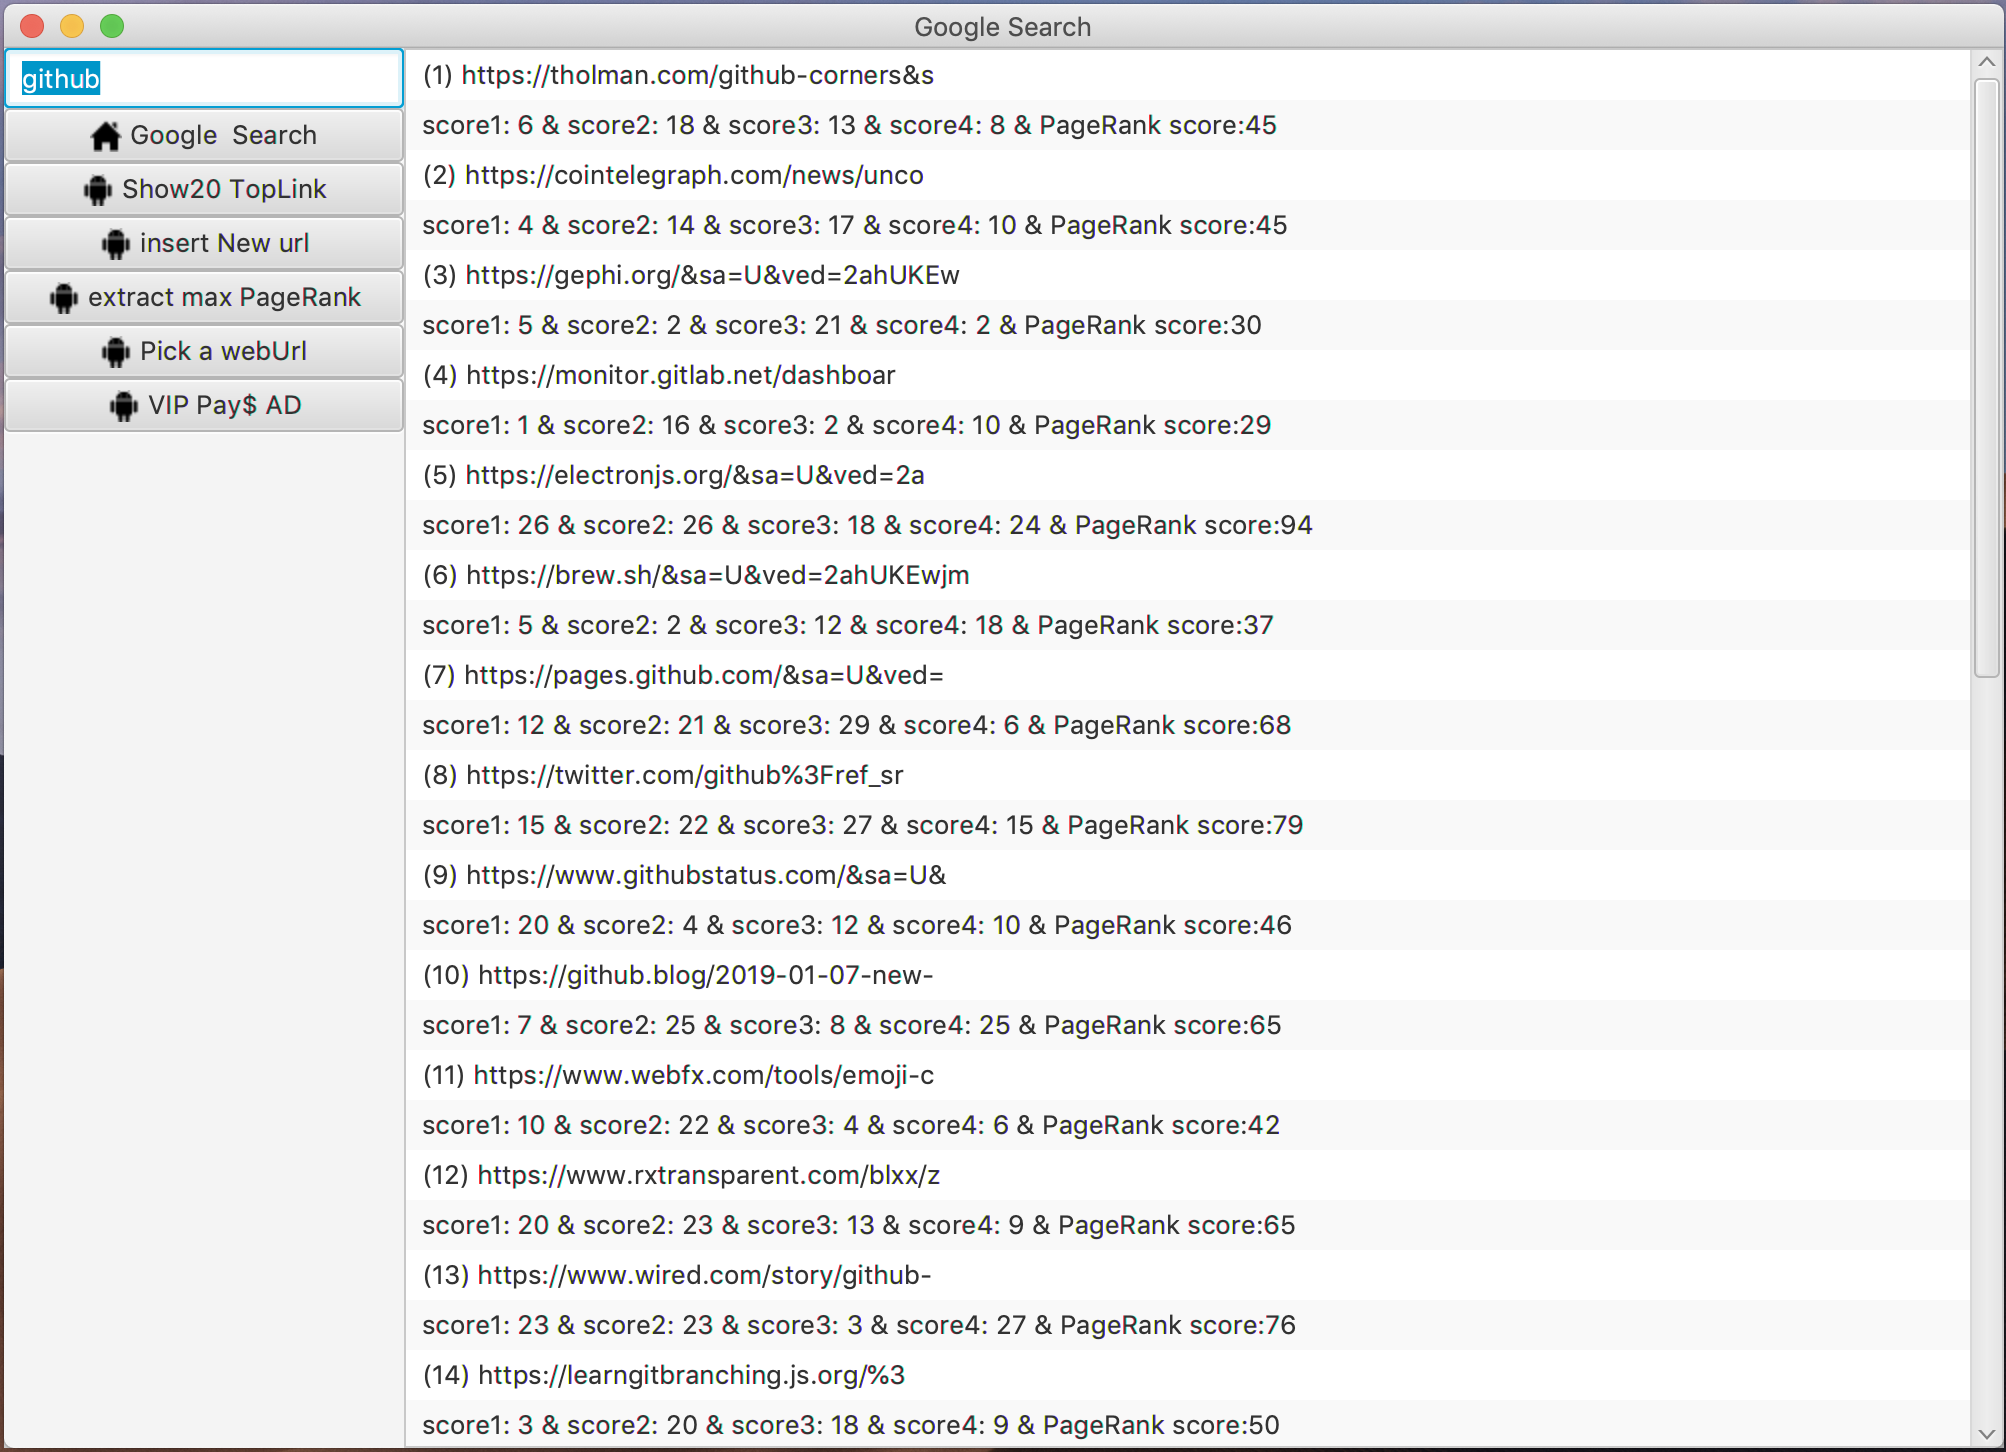 Google Search
github
Google  Search
Show20 TopLink
insert New url
extract max PageRank
Pick a webUrl
VIP Pay$ AD
(1) https://tholman.com/github-corners&s
score1: 6 & score2: 18 & score3: 13 & score4: 8 & PageRank score:45
(2) https://cointelegraph.com/news/unco
score1: 4 & score2: 14 & score3: 17 & score4: 10 & PageRank score:45
(3) https://gephi.org/&sa=U&ved=2ahUKEw
score1: 5 & score2: 2 & score3: 21 & score4: 2 & PageRank score:30
(4) https://monitor.gitlab.net/dashboar
score1: 1 & score2: 16 & score3: 2 & score4: 10 & PageRank score:29
(5) https://electronjs.org/&sa=U&ved=2a
score1: 26 & score2: 26 & score3: 18 & score4: 24 & PageRank score:94
(6) https://brew.sh/&sa=U&ved=2ahUKEwjm
score1: 5 & score2: 2 & score3: 12 & score4: 18 & PageRank score:37
(7) https://pages.github.com/&sa=U&ved=
score1: 12 & score2: 21 & score3: 29 & score4: 6 & PageRank score:68
(8) https://twitter.com/github%3Fref_sr
score1: 15 & score2: 22 & score3: 27 & score4: 15 & PageRank score:79
(9) https://www.githubstatus.com/&sa=U&
score1: 20 & score2: 4 & score3: 12 & score4: 10 & PageRank score:46
(10) https://github.blog/2019-01-07-new-
score1: 7 & score2: 25 & score3: 8 & score4: 25 & PageRank score:65
(11) https://www.webfx.com/tools/emoji-c
score1: 10 & score2: 22 & score3: 4 & score4: 6 & PageRank score:42
(12) https://www.rxtransparent.com/blxx/z
score1: 20 & score2: 23 & score3: 13 & score4: 9 & PageRank score:65
(13) https://www.wired.com/story/github-
score1: 23 & score2: 23 & score3: 3 & score4: 27 & PageRank score:76
(14) https://learngitbranching.js.org/%3
score1: 3 & score2: 20 & score3: 18 & score4: 9 & PageRank score:50